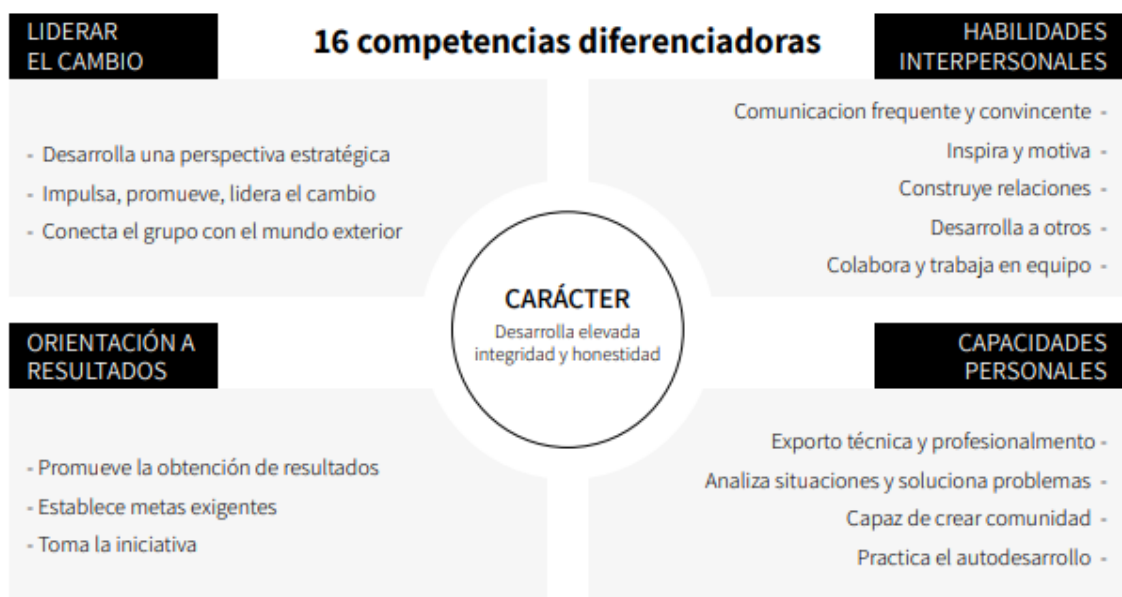 16 competencias diferenciadoras
LIDERAR
EL CAMBIO
- Desarrolla una perspectiva estratégica
- Impulsa, promueve, lidera el cambio
- Conecta el grupo con el mundo exterior
HABILIDADES
INTERPERSONALES
Comunicacion frequente y convincente -
Inspira y motiva -
Construye relaciones -
Desarrolla a otros -
Colabora y trabaja en equipo -
CARÁCTER
Desarrolla elevada
integridad y honestidad
ORIENTACIÓN A
RESULTADOS
- Promueve la obtención de resultados
- Establece metas exigentes
- Toma la iniciativa
CAPACIDADES
PERSONALES
Exporto técnica y profesionalmento -
Analiza situaciones y soluciona problemas -
Capaz de crear comunidad -
Practica el autodesarrollo -